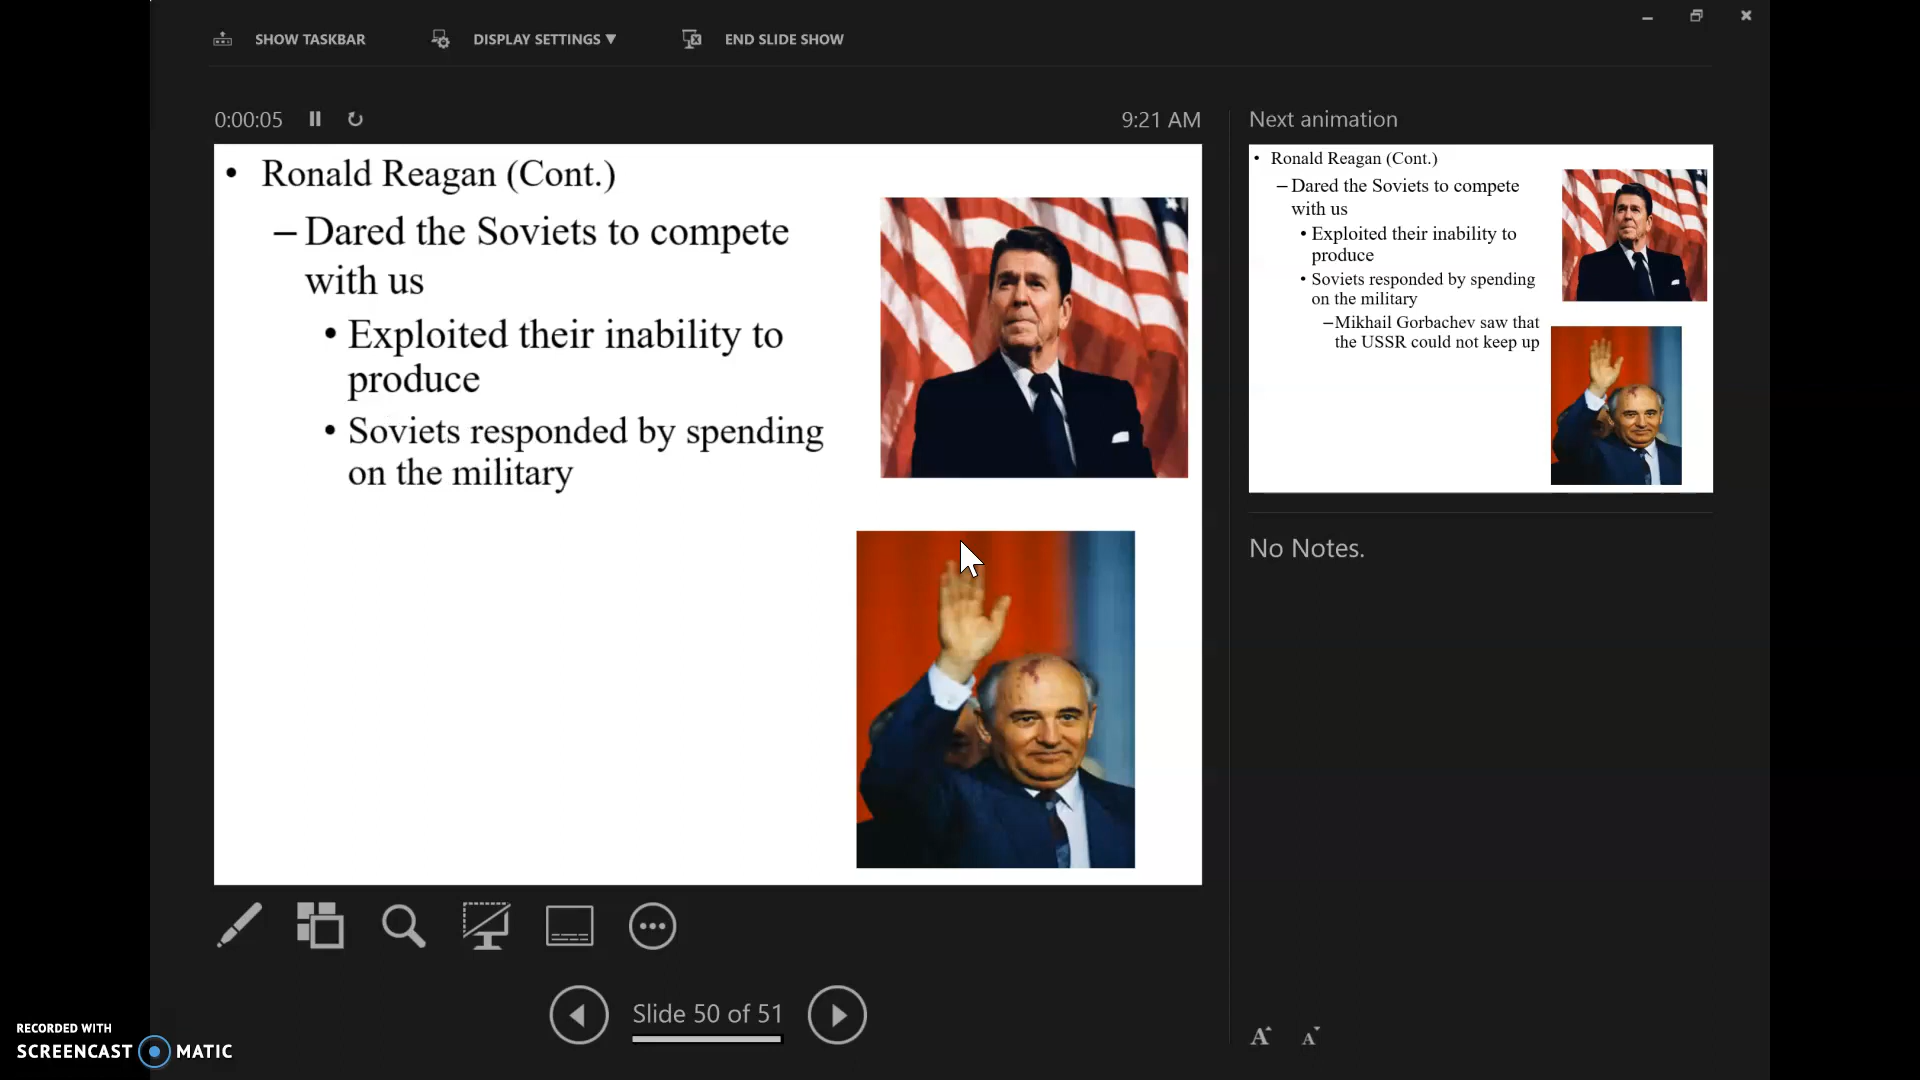 SHOW TASKBAR
DISPLAY SETTINGS ▼
END SLIDE SHOW
0:00:05
9:21 AM
• Ronald Reagan (Cont.)
– Dared the Soviets to compete
with us
• Exploited their inability to
produce
• Soviets responded by spending
on the military
Slide 50 of 51
Next animation
• Ronald Reagan (Cont.)
– Dared the Soviets to compete
with us
• Exploited their inability to
produce
• Soviets responded by spending
on the military
–Mikhail Gorbachev saw that
the USSR could not keep up
No Notes.
A A
RECORDED WITH
SCREENCAST MATIC